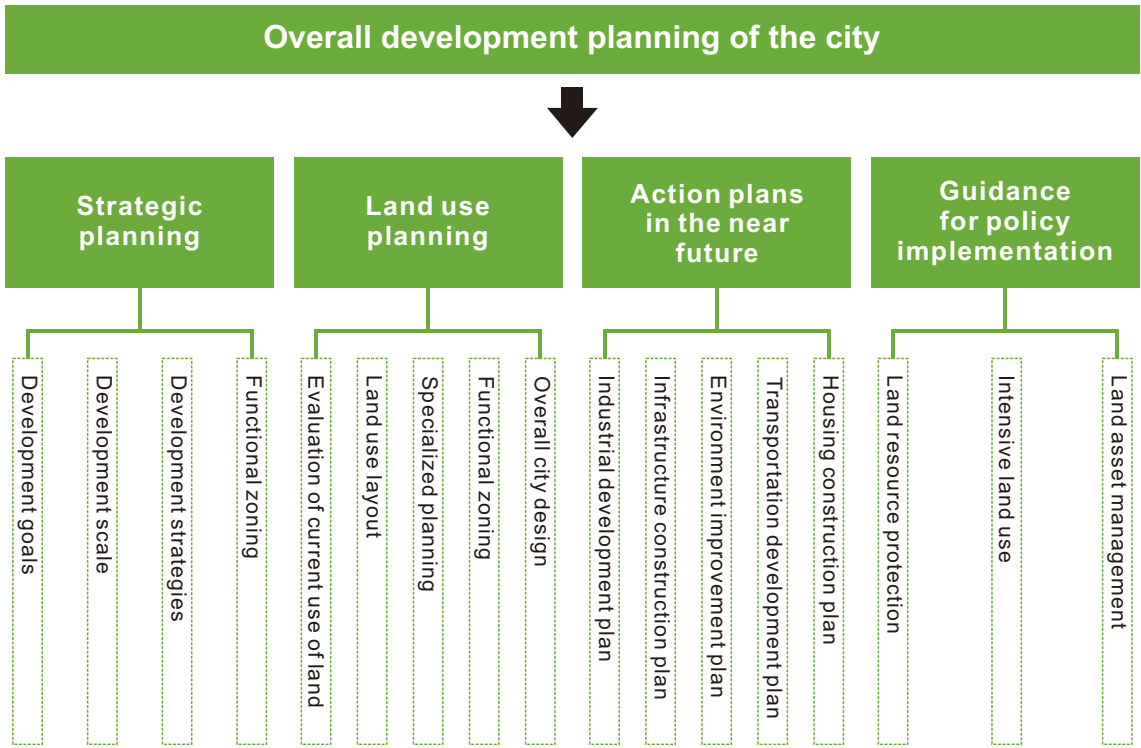 Overall development planning of the city
Strategic
planning
Land use
planning
Action plans
in the near
future
Guidance
for policy
implementation
Development goals
Development scale
Development strategies
Functional zoning
Evaluation of current use of land
Land use layout
Specialized planning
Functional zoning
Overall city design
Industrial development plan
Infrastructure construction plan
Environment improvement plan
Transportation development plan
Housing construction plan
Land resource protection
Intensive land use
Land asset management